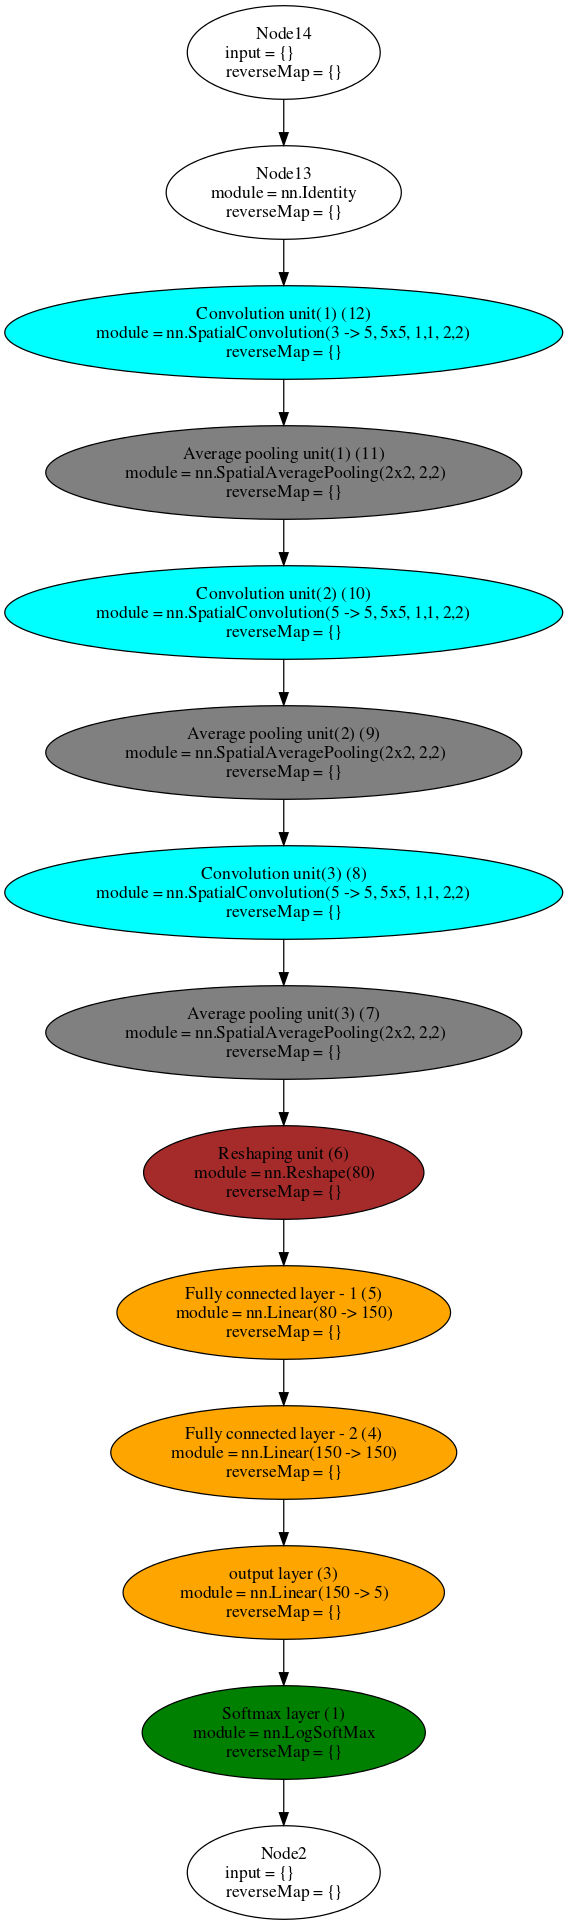 Node14
input = {}
reverseMap = {}
Node13
module = nn.Identity
reverseMap = {}
Convolution unit(1) (12)
module = nn.SpatialConvolution(3 -> 5, 5x5, 1,1, 2,2)
reverseMap = {}
Average pooling unit(1) (11)
module = nn.SpatialAveragePooling(2x2, 2,2)
reverseMap = {}
Convolution unit(2) (10)
module = nn.SpatialConvolution(5 -> 5, 5x5, 1,1, 2,2)
reverseMap = {}
Average pooling unit(2) (9)
module = nn.SpatialAveragePooling(2x2, 2,2)
reverseMap = {}
Convolution unit(3) (8)
module = nn.SpatialConvolution(5 -> 5, 5x5, 1,1, 2,2)
reverseMap = {}
Average pooling unit(3) (7)
module = nn.SpatialAveragePooling(2x2, 2,2)
reverseMap = {}
Reshaping unit (6)
module = nn.Reshape(80)
reverseMap = {}
Fully connected layer - 1 (5)
module = nn.Linear(80 -> 150)
reverseMap = {}
Fully connected layer - 2 (4)
module = nn.Linear(150 -> 150)
reverseMap = {}
output layer (3)
module = nn.Linear(150 -> 5)
reverseMap = {}
Softmax layer (1)
module = nn.LogSoftMax
reverseMap = {}
Node2
input = {}
reverseMap = {}